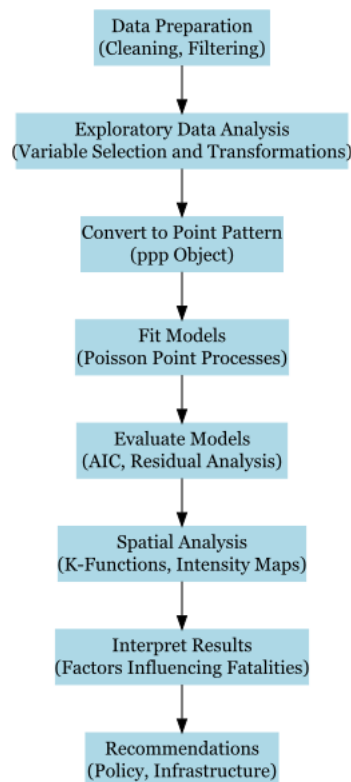 Data Preparation
(Cleaning, Filtering)
Exploratory Data Analysis
(Variable Selection and Transformations)
Convert to Point Pattern
(ppp Object)
Fit Models
(Poisson Point Processes)
Evaluate Models
(AIC, Residual Analysis)
Spatial Analysis
(K-Functions, Intensity Maps)
Interpret Results
(Factors Influencing Fatalities)
Recommendations
(Policy, Infrastructure)